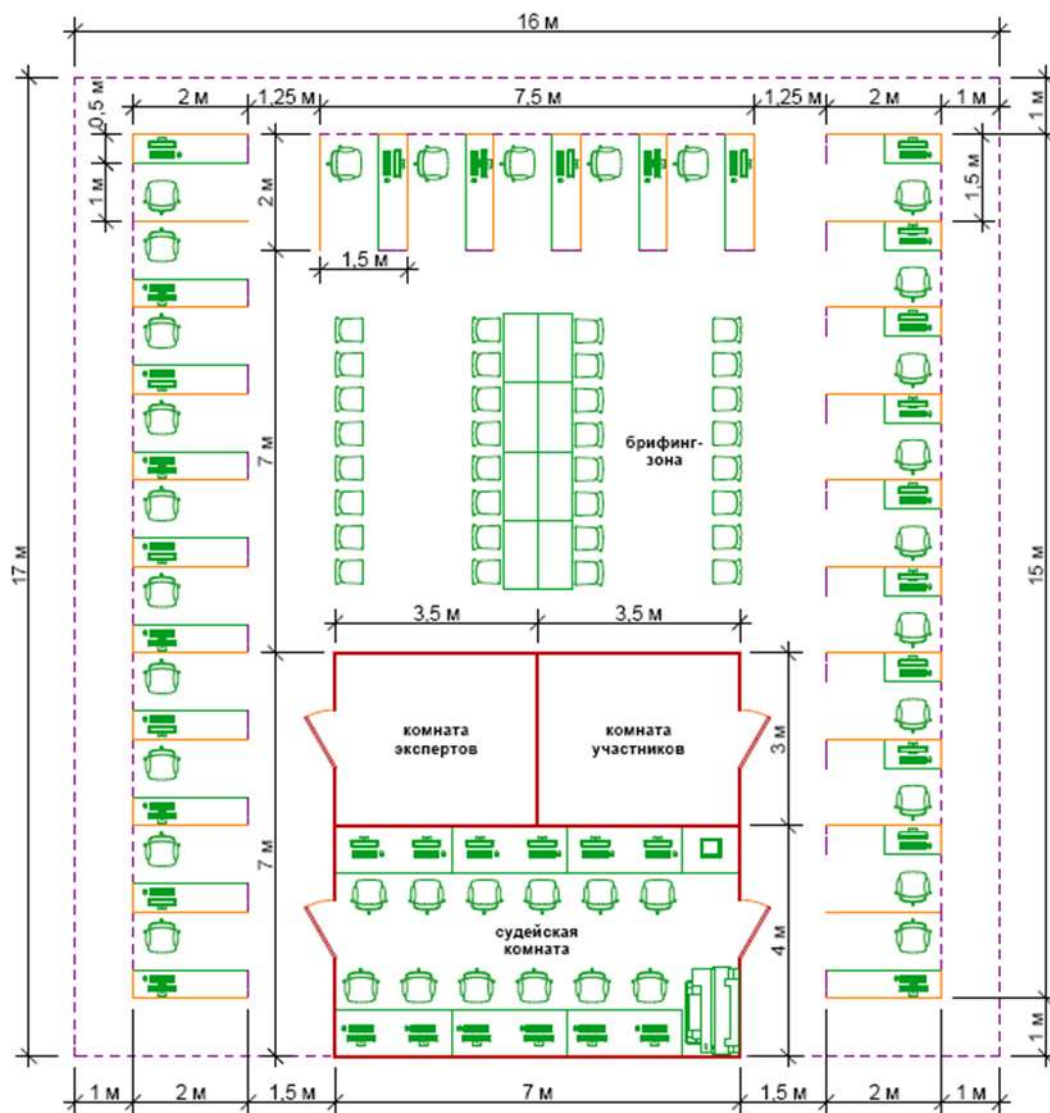 16 м
0,5 м
2 м
1,25 м
7,5 м
1,25 м
2 м
1 м
1 м
1 м
2 м
1,5 м
1,5 м
7 м
брифинг-
зона
17 м
15 м
3,5 м
3,5 м
комната
экспертов
комната
участников
3 м
7 м
судейская
комната
4 м
1 м
1 м
2 м
1,5 м
7 м
1,5 м
2 м
1 м